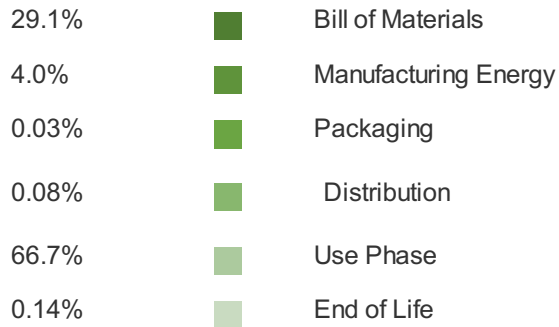 29.1% Bill of Materials
4.0% Manufacturing Energy
0.03% Packaging
0.08% Distribution
66.7% Use Phase
0.14% End of Life